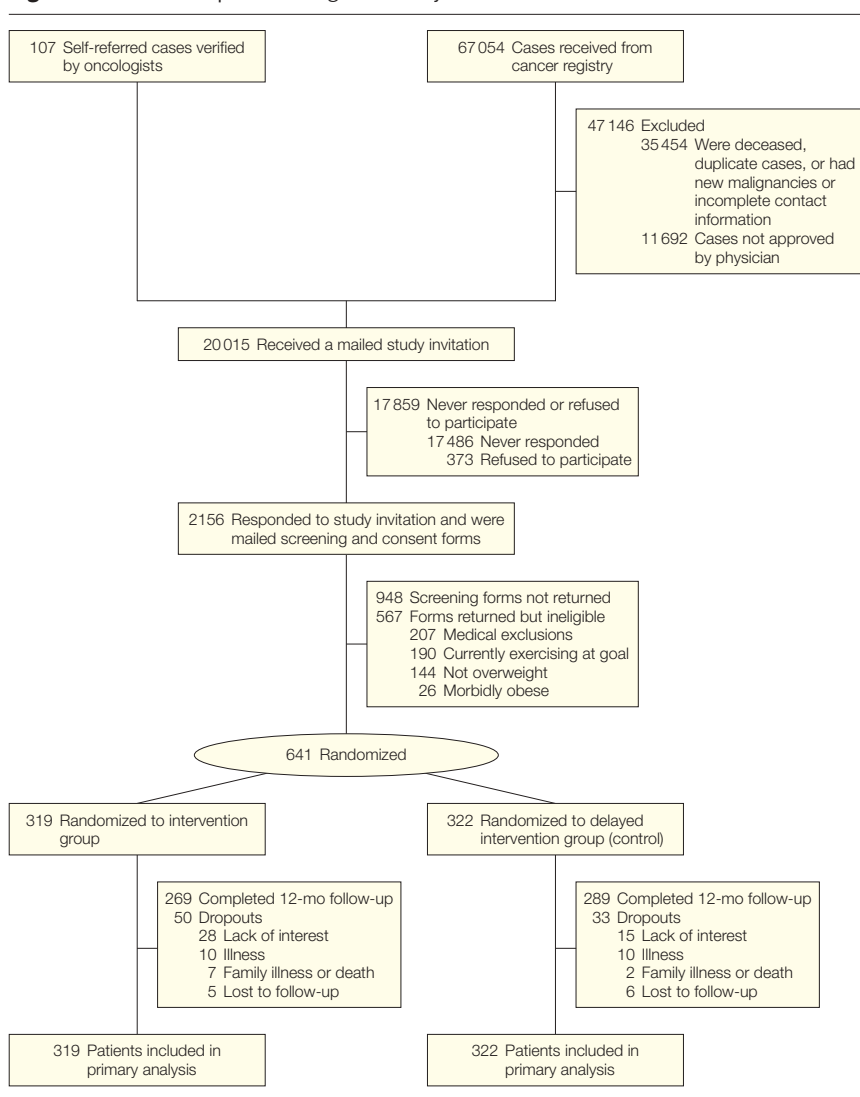 107 Self-referred cases verified
by oncologists
67 054 Cases received from
cancer registry
47 146 Excluded
35 454 Were deceased,
duplicate cases, or had
new malignancies or
incomplete contact
information
11 692 Cases not approved
by physician
20 015 Received a mailed study invitation
17 859 Never responded or refused
to participate
17 486 Never responded
373 Refused to participate
2156 Responded to study invitation and were
mailed screening and consent forms
948 Screening forms not returned
567 Forms returned but ineligible
207 Medical exclusions
190 Currently exercising at goal
144 Not overweight
26 Morbidly obese
641 Randomized
319 Randomized to intervention
group
322 Randomized to delayed
intervention group (control)
269 Completed 12-mo follow-up
50 Dropouts
28 Lack of interest
10 Illness
7 Family illness or death
5 Lost to follow-up
289 Completed 12-mo follow-up
33 Dropouts
15 Lack of interest
10 Illness
2 Family illness or death
6 Lost to follow-up
319 Patients included in
primary analysis
322 Patients included in
primary analysis